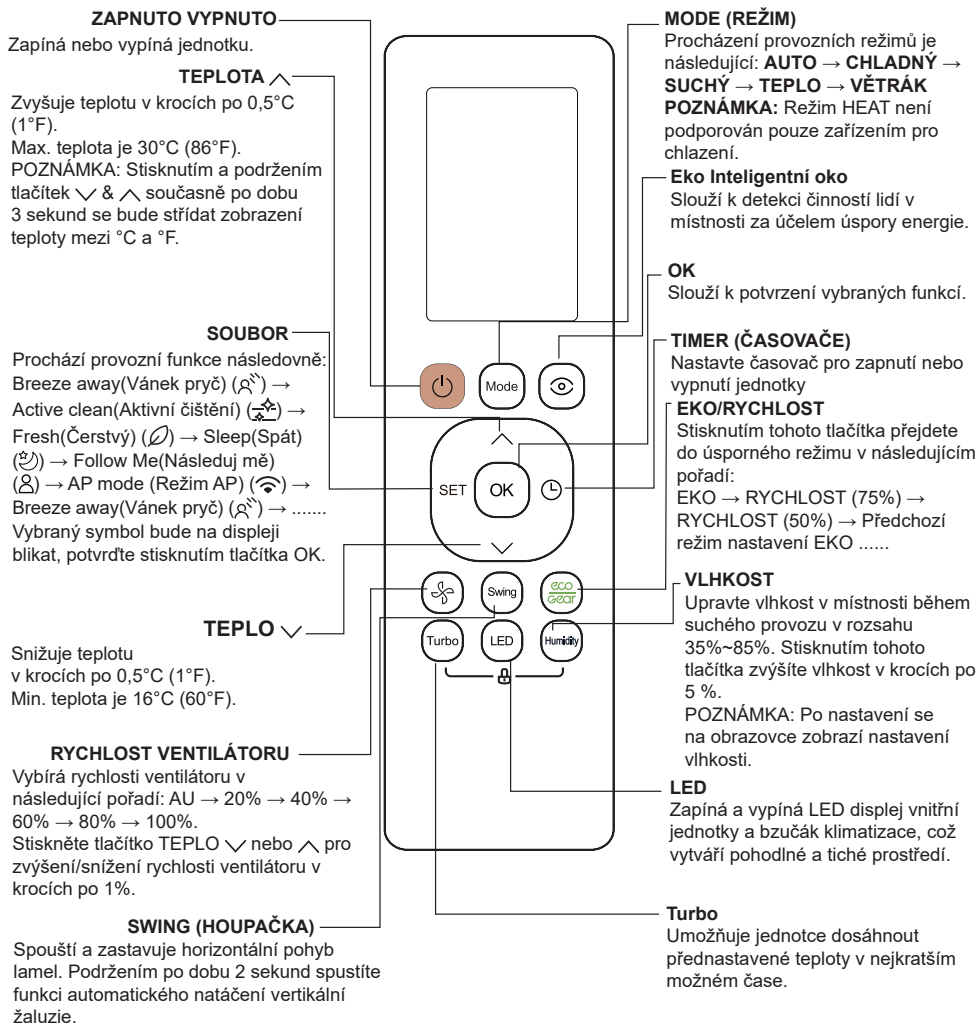 ZAPNUTO VYPNUTO
Zapíná nebo vypíná jednotku.
TEPLOTA
Zvyšuje teplotu v krocích po 0,5°C
(1°F).
Max. teplota je 30°C (86°F).
POZNÁMKA: Stisknutím a podržením
tlačítek & současně po dobu
3 sekund se bude střídat zobrazení
teploty mezi °C a °F.
SOUBOR
Prochází provozní funkce následovně:
Breeze away(Vánek pryč) ( ) →
Active clean(Aktivní čištění) ( ) →
Fresh(Čerstvý) ( ) → Sleep(Spát)
( ) → Follow Me(Následuj mě)
( ) → AP mode (Režim AP) ( ) →
Breeze away(Vánek pryč) ( ) → .......
Vybraný symbol bude na displeji
blikat, potvrďte stisknutím tlačítka OK.
TEPLO
Snižuje teplotu
v krocích po 0,5°C (1°F).
Min. teplota je 16°C (60°F).
RYCHLOST VENTILÁTORU
Vybírá rychlosti ventilátoru v
následující pořadí: AU → 20% → 40% →
60% → 80% → 100%.
Stiskněte tlačítko TEPLO nebo pro
zvýšení/snížení rychlosti ventilátoru v
krocích po 1%.
SWING (HOUPAČKA)
Spouští a zastavuje horizontální pohyb
lamel. Podržením po dobu 2 sekund spustíte
funkci automatického natáčení vertikální
žaluzie.
Mode
SET
OK
Swing
eco
Gear
Turbo
LED
Humidity
MODE (REŽIM)
Procházení provozních režimů je
následující: AUTO → CHLADNÝ →
SUCHÝ → TEPLO → VĚTRÁK
POZNÁMKA: Režim HEAT není
podporován pouze zařízením pro
chlazení.
Eko Inteligentní oko
Slouží k detekci činností lidí v
místnosti za účelem úspory energie.
OK
Slouží k potvrzení vybraných funkcí.
TIMER (ČASOVAČE)
Nastavte časovač pro zapnutí nebo
vypnutí jednotky
EKO/RYCHLOST
Stisknutím tohoto tlačítka přejdete
do úsporného režimu v následujícím
pořadí:
EKO → RYCHLOST (75%) →
RYCHLOST (50%) → Předchozí
režim nastavení EKO ......
VLHKOST
Upravte vlhkost v místnosti během
suchého provozu v rozsahu
35%~85%. Stisknutím tohoto
tlačítka zvýšíte vlhkost v krocích po
5 %.
POZNÁMKA: Po nastavení se
na obrazovce zobrazí nastavení
vlhkosti.
LED
Zapíná a vypíná LED displej vnitřní
jednotky a bzučák klimatizace, což
vytváří pohodlné a tiché prostředí.
Turbo
Umožňuje jednotce dosáhnout
přednastavené teploty v nejkratším
možném čase.